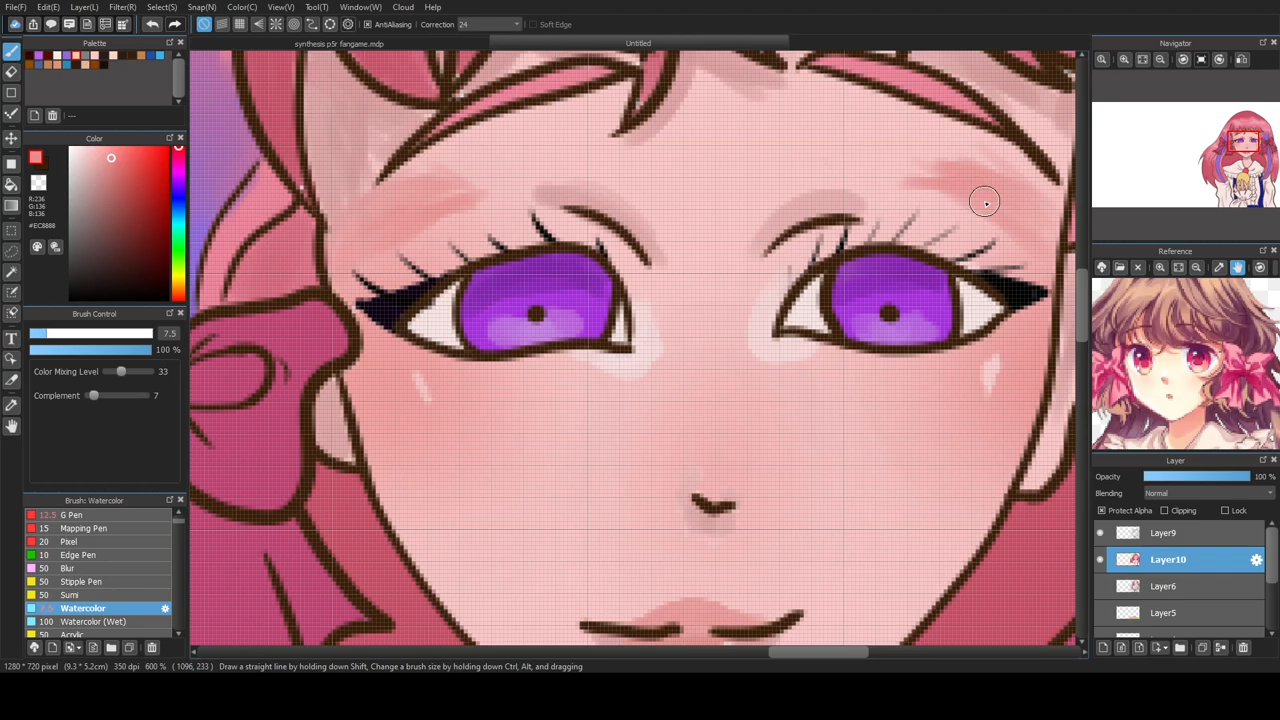 File(F) Edit(E) View(V) Layer(L) Filter(R) Select(S) Snap(N) Color(C) View(V) Tool(T) Window(W) Cloud Help
AntiAliasing Correction 24 Soft Edge
Palette
synthesis p5r fangame.mdp
Untitled
Navigator
---
Color
R:236
G:136
B:136
#EC8888
Reference
Brush Control
7.5
100 %
Color Mixing Level 33
Complement 7
Layer
Opacity 100 %
Blending Normal
Protect Alpha Clipping Lock
Layer9
Layer10
Layer6
Layer5
Brush: Watercolor
12.5 G Pen
15 Mapping Pen
20 Pixel
10 Edge Pen
50 Blur
50 Stipple Pen
50 Sumi
7.5 Watercolor
100 Watercolor (Wet)
50 Acrylic
1280 * 720 pixel (9.3 * 5.2cm) 350 dpi 600 % (1096, 233) Draw a straight line by holding down Shift, Change a brush size by holding down Ctrl, Alt, and dragging